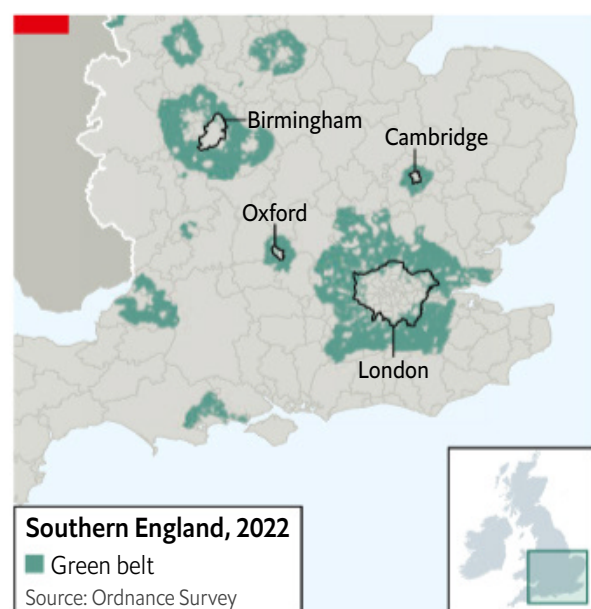 Birmingham
Cambridge
Oxford
London
Southern England, 2022
Green belt
Source: Ordnance Survey